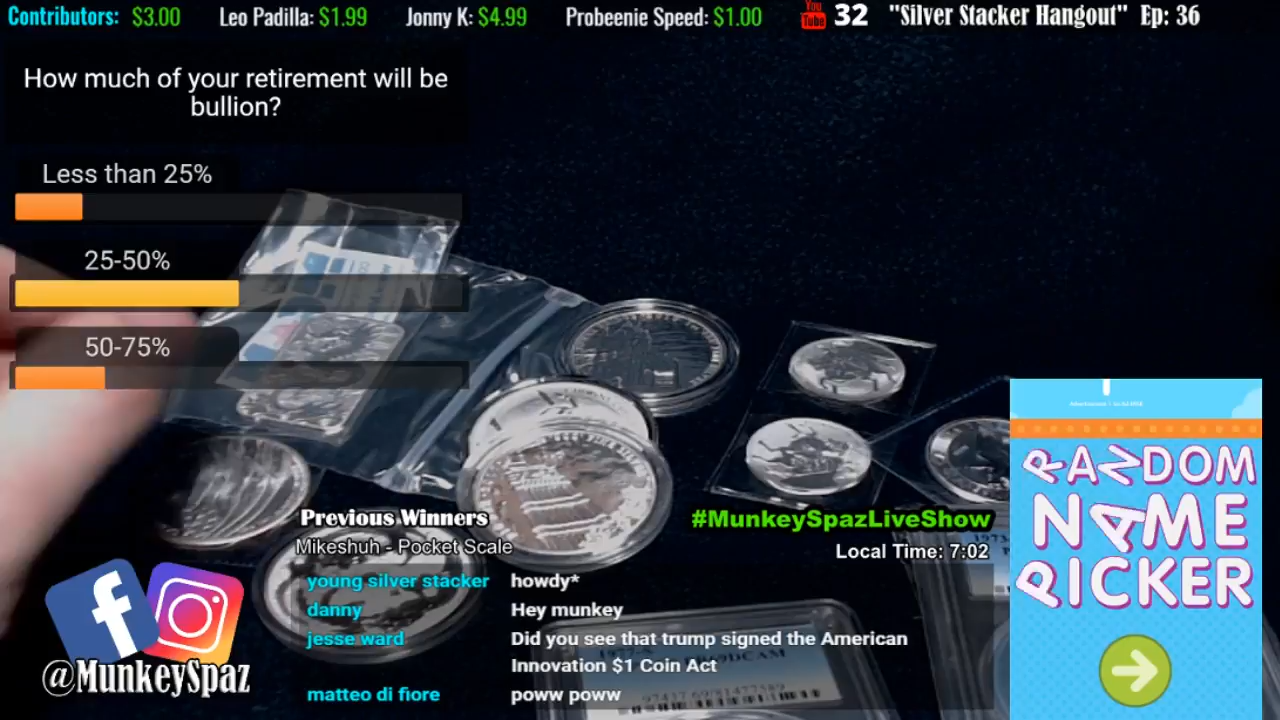 Contributors: $3.00 Leo Padilla: $1.99 Jonny K: $4.99 Probeenie Speed: $1.00 You Tube 32 "Silver Stacker Hangout" Ep: 36
How much of your retirement will be
bullion?
Less than 25%
25-50%
50-75%
Previous Winners
Mikeshuh - Pocket Scale
#MunkeySpazLiveShow
Local Time: 7:02
young silver stacker howdy*
danny Hey munkey
jesse ward Did you see that trump signed the American
Innovation $1 Coin Act
matteo di fiore poww poww
@MunkeySpaz
RANDOM
NAME
PICKER